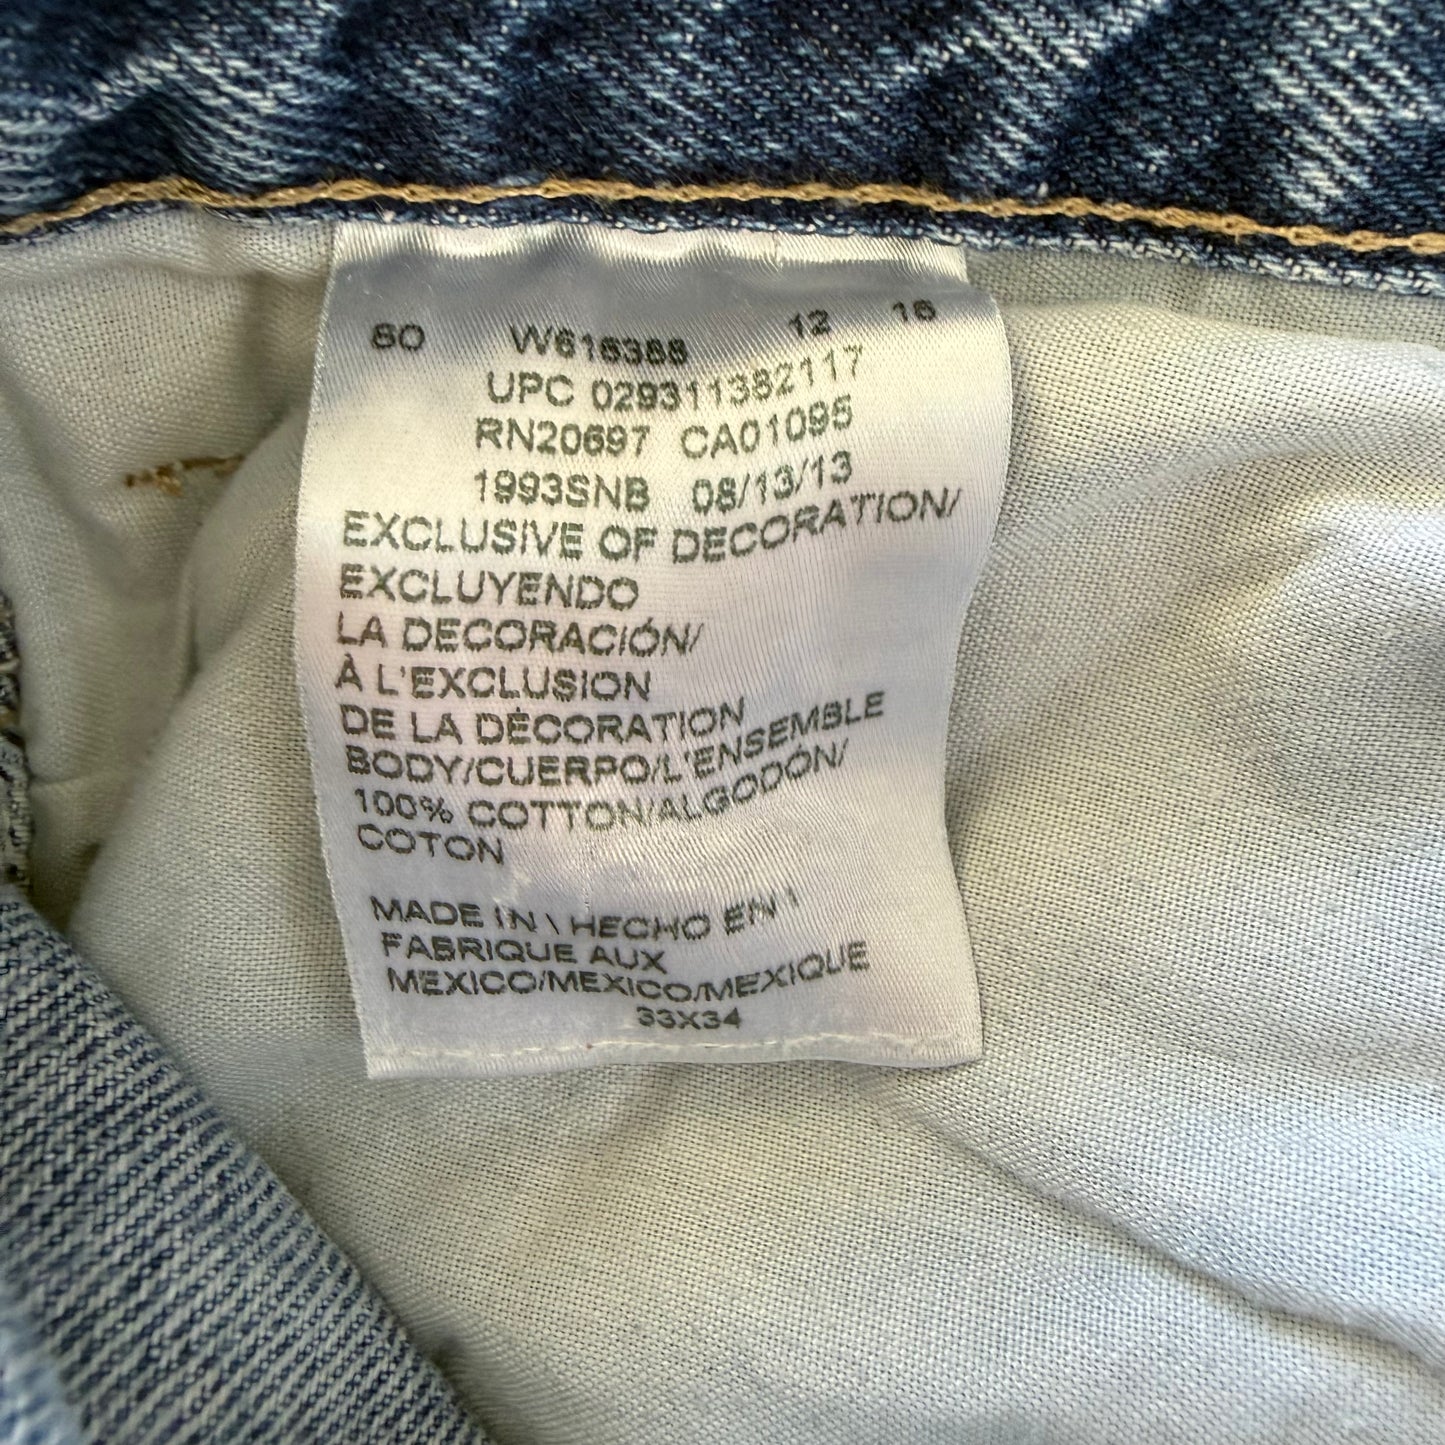 80 W616388 12 16
UPC 029311382117
RN20697 CA01095
1993SNB 08/13/13
EXCLUSIVE OF DECORATION/
EXCLUYENDO
LA DECORACIÓN/
À L'EXCLUSION
DE LA DÉCORATION
BODY/CUERPO/L'ENSEMBLE
100% COTTON/ALGODÓN/
COTON
MADE IN \ HECHO EN \
FABRIQUE AUX
MEXICO/MEXICO/MEXIQUE
33X34